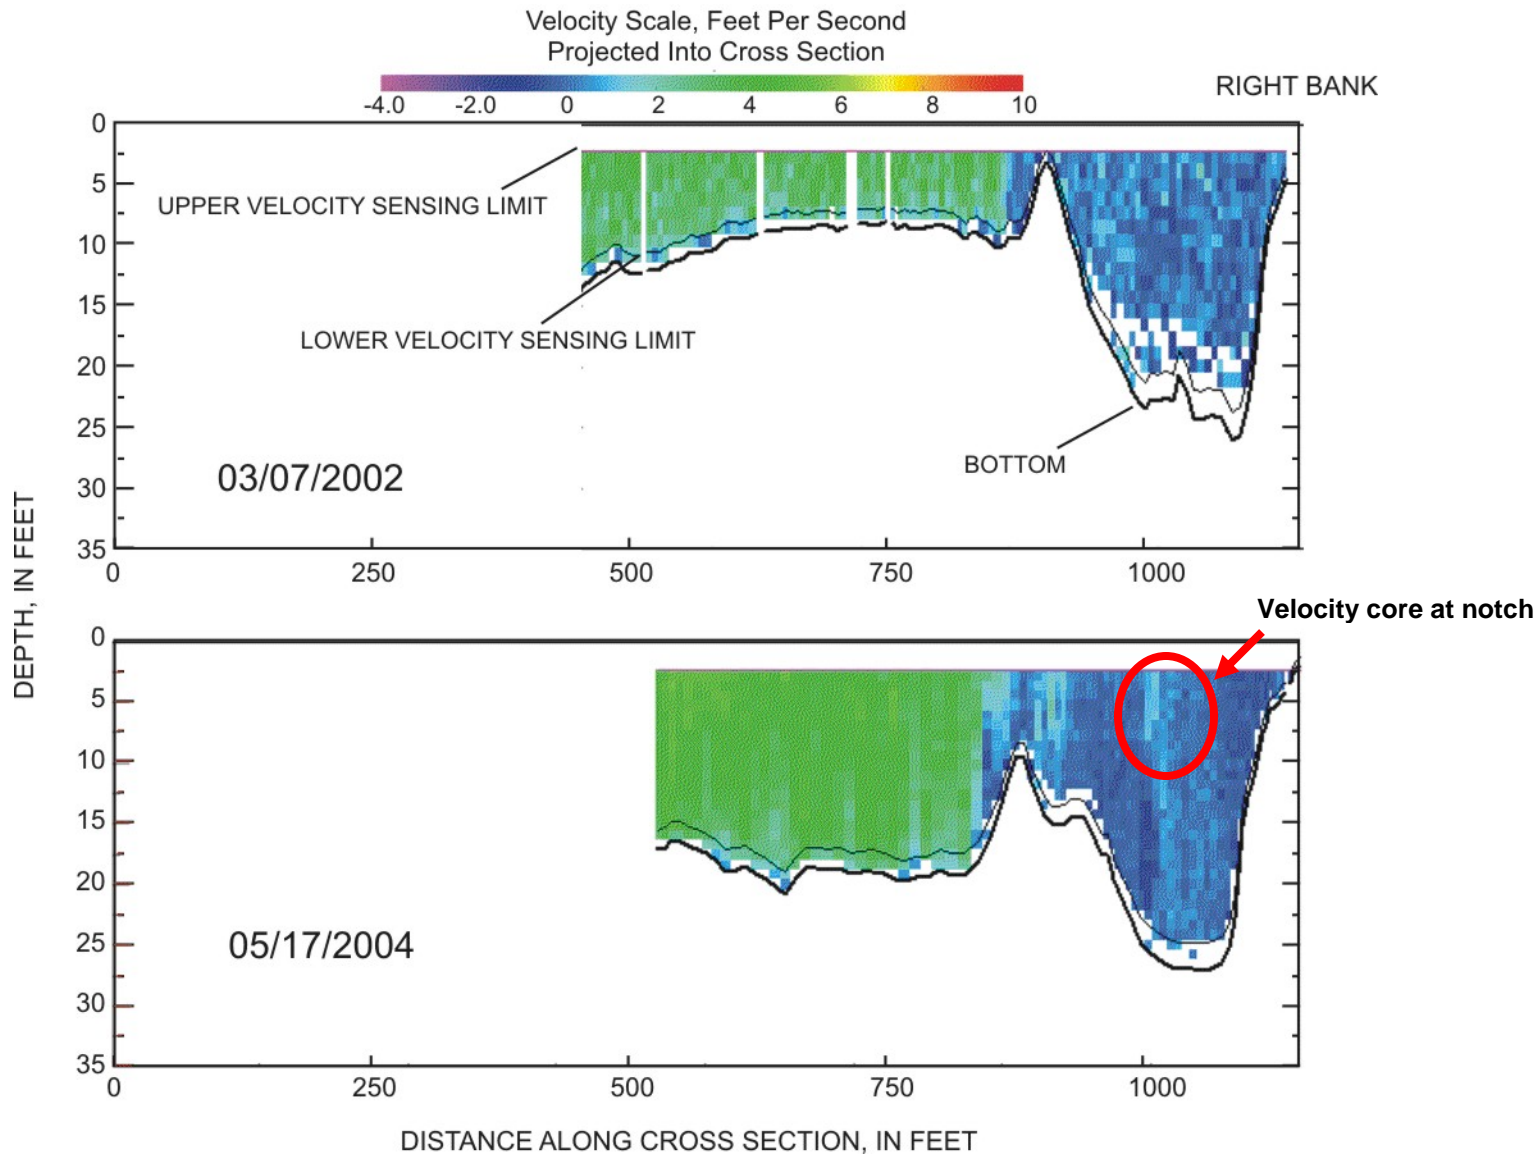 Velocity Scale, Feet Per Second
Projected Into Cross Section
RIGHT BANK
-4.0 -2.0 0 2 4 6 8 10
0
5
UPPER VELOCITY SENSING LIMIT
10
15
LOWER VELOCITY SENSING LIMIT
20
25
BOTTOM
03/07/2002
30
35
0 250 500 750 1000
DEPTH, IN FEET
Velocity core at notch
0
5
10
15
20
05/17/2004
25
30
35
0 250 500 750 1000
DISTANCE ALONG CROSS SECTION, IN FEET